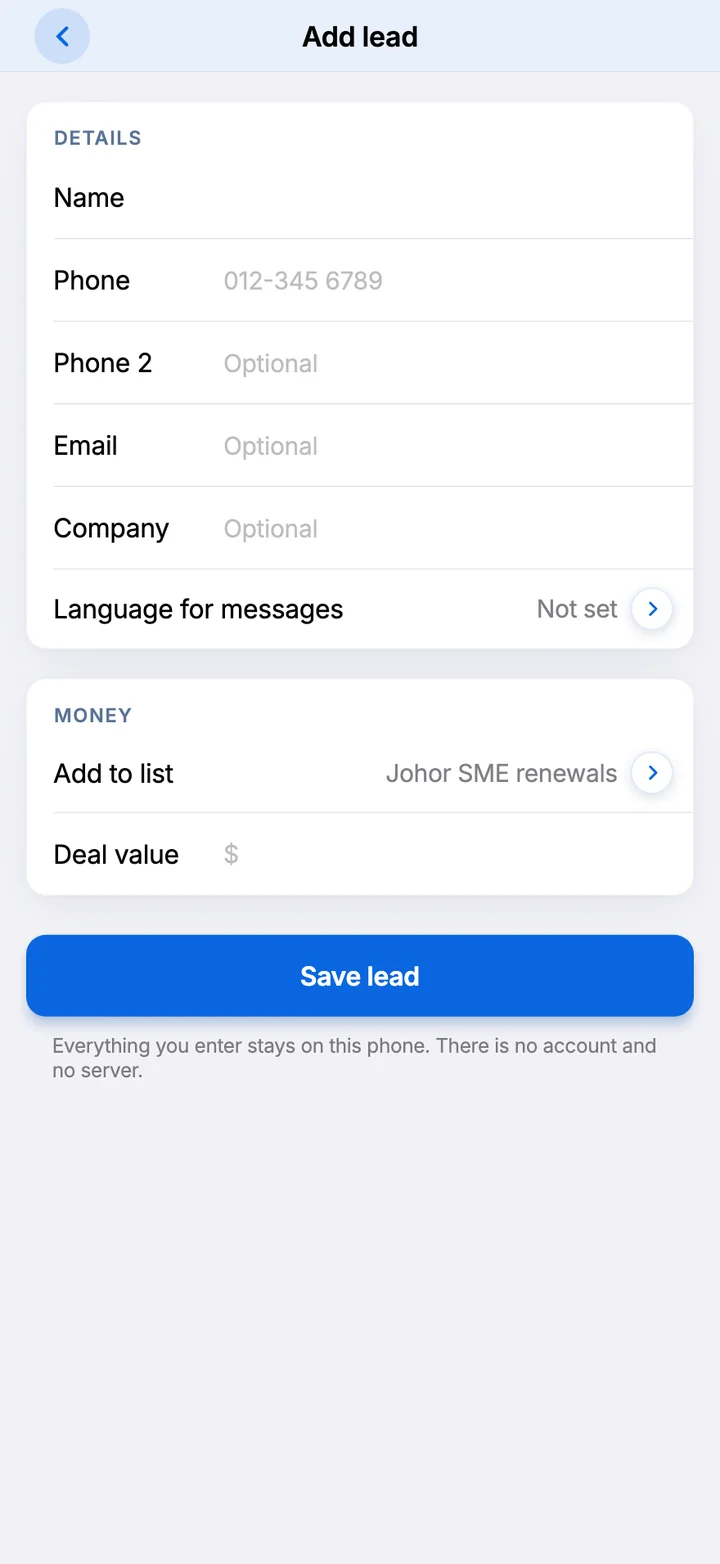 Add lead
DETAILS
Name
Phone 012-345 6789
Phone 2 Optional
Email Optional
Company Optional
Language for messages Not set
MONEY
Add to list Johor SME renewals
Deal value $
Save lead
Everything you enter stays on this phone. There is no account and
no server.